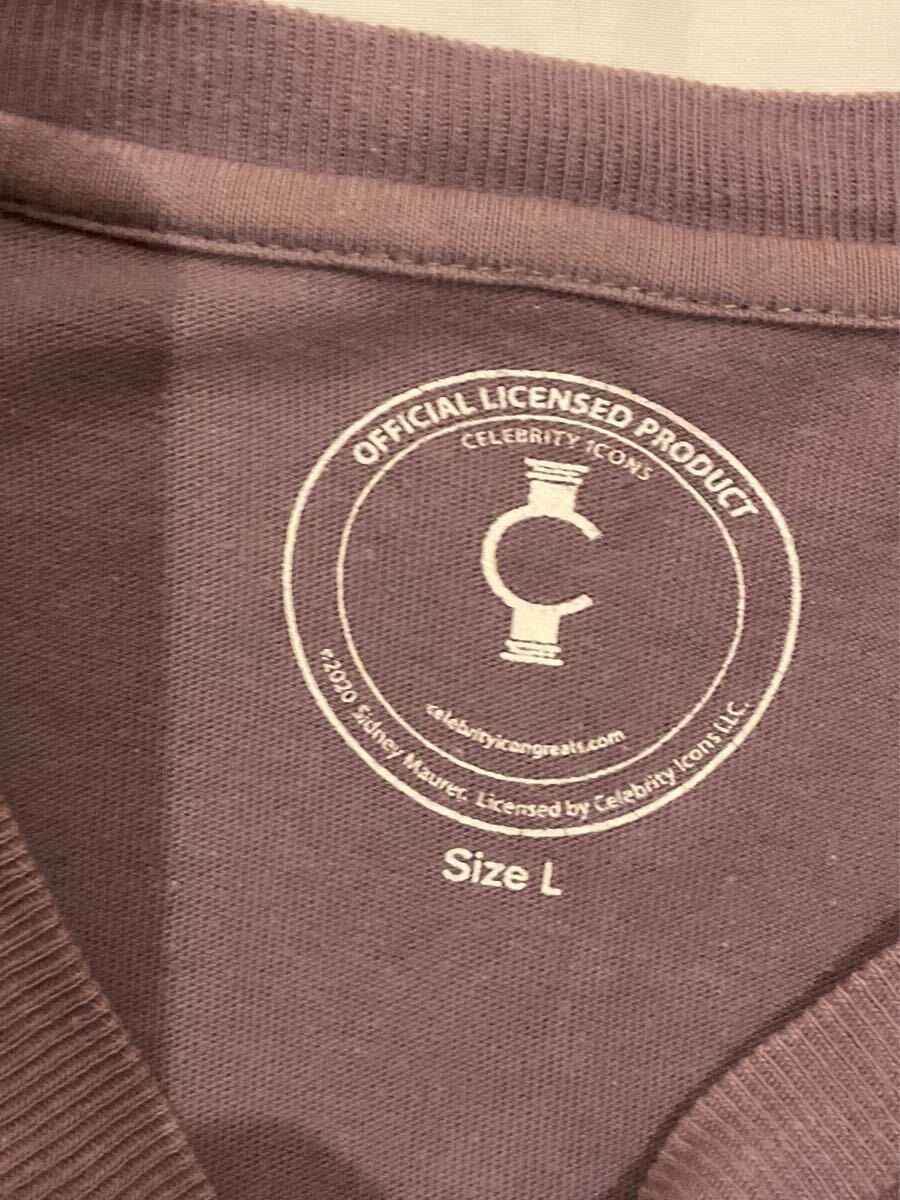 OFFICIAL LICENSED PRODUCT
CELEBRITY ICONS
C
celebrityicongreats.com
©2020 Sidney Maurer. Licensed by Celebrity Icons LLC.
Size L